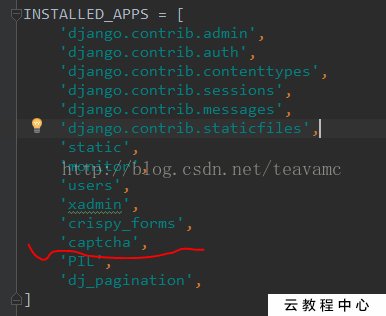 INSTALLED_APPS = [
'django.contrib.admin',
'django.contrib.auth',
'django.contrib.contenttypes',
'django.contrib.sessions',
'django.contrib.messages',
'django.contrib.staticfiles',
'static',
http://blog.csdn.net/teavamc
'monitor',
'users',
'xadmin',
'crispy_forms',
'captcha',
'PIL',
'dj_pagination',
]
云教程中心